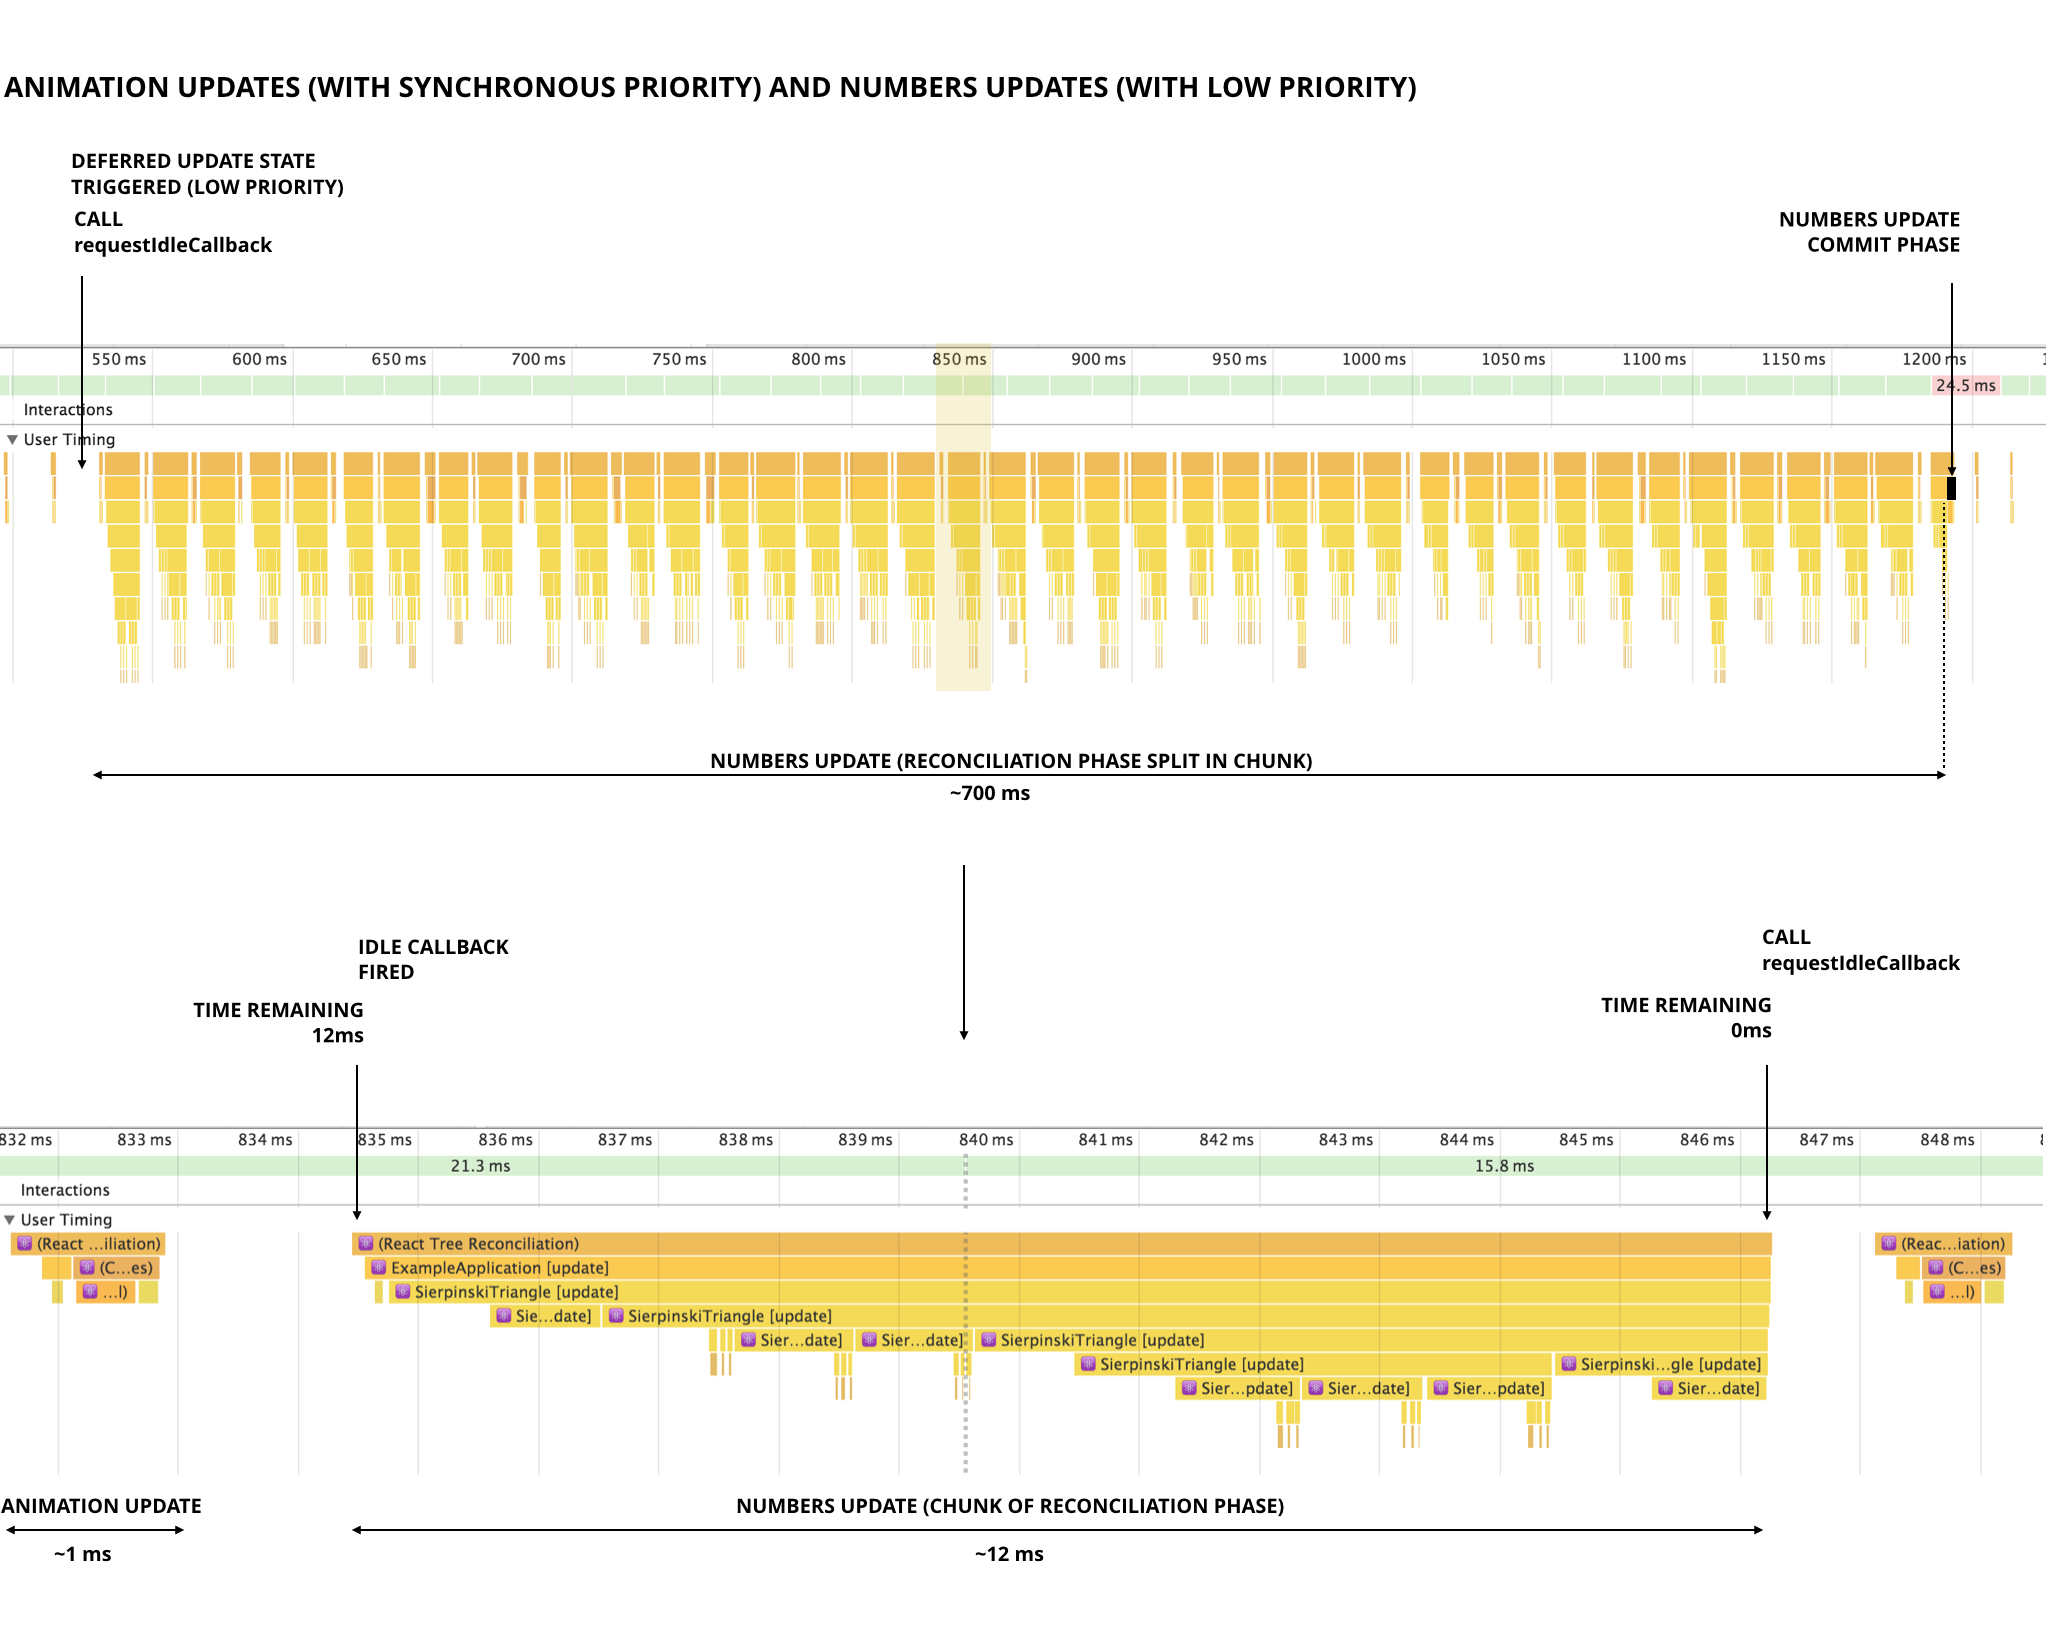 ANIMATION UPDATES (WITH SYNCHRONOUS PRIORITY) AND NUMBERS UPDATES (WITH LOW PRIORITY)
DEFERRED UPDATE STATE
TRIGGERED (LOW PRIORITY)
CALL
requestIdleCallback
NUMBERS UPDATE
COMMIT PHASE
550 ms 600 ms 650 ms 700 ms 750 ms 800 ms 850 ms 900 ms 950 ms 1000 ms 1050 ms 1100 ms 1150 ms 1200 ms 1
24.5 ms
Interactions
▼ User Timing
NUMBERS UPDATE (RECONCILIATION PHASE SPLIT IN CHUNK)
~700 ms
IDLE CALLBACK
FIRED
TIME REMAINING
12ms
CALL
requestIdleCallback
TIME REMAINING
0ms
832 ms 833 ms 834 ms 835 ms 836 ms 837 ms 838 ms 839 ms 840 ms 841 ms 842 ms 843 ms 844 ms 845 ms 846 ms 847 ms 848 ms
21.3 ms 15.8 ms
Interactions
▼ User Timing
(React ...iliation) (React Tree Reconciliation) (Reac...iation)
(C...es) ExampleApplication [update] (C...es)
...l) SierpinskiTriangle [update] ...l)
Sie...date] SierpinskiTriangle [update]
Sier...date] Sier...date] SierpinskiTriangle [update]
SierpinskiTriangle [update] Sierpinski...gle [update]
Sier...pdate] Sier...date] Sier...pdate] Sier...date]
ANIMATION UPDATE
~1 ms
NUMBERS UPDATE (CHUNK OF RECONCILIATION PHASE)
~12 ms